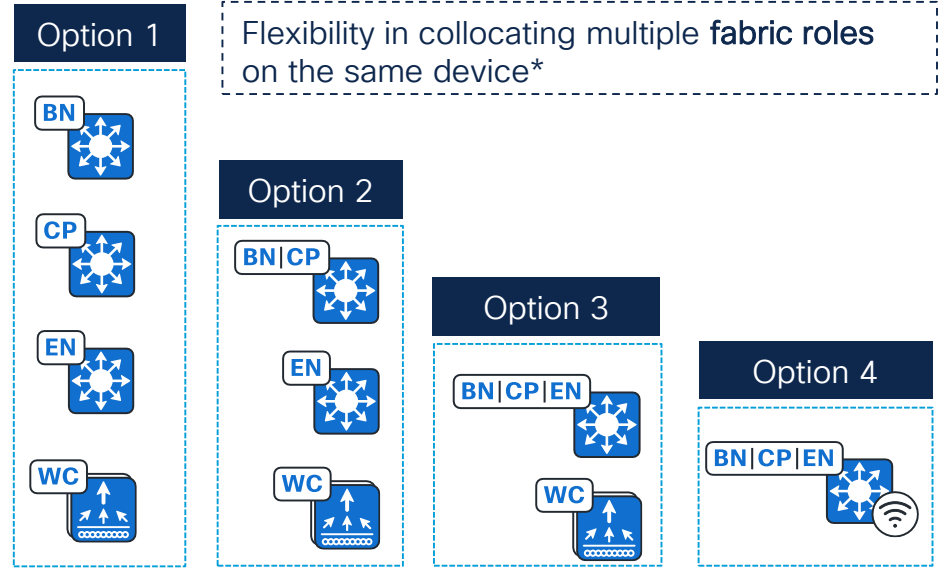 Option 1
BN
CP
EN
WC
Flexibility in collocating multiple fabric roles
on the same device*
Option 2
BN|CP
EN
WC
Option 3
BN|CP|EN
WC
Option 4
BN|CP|EN